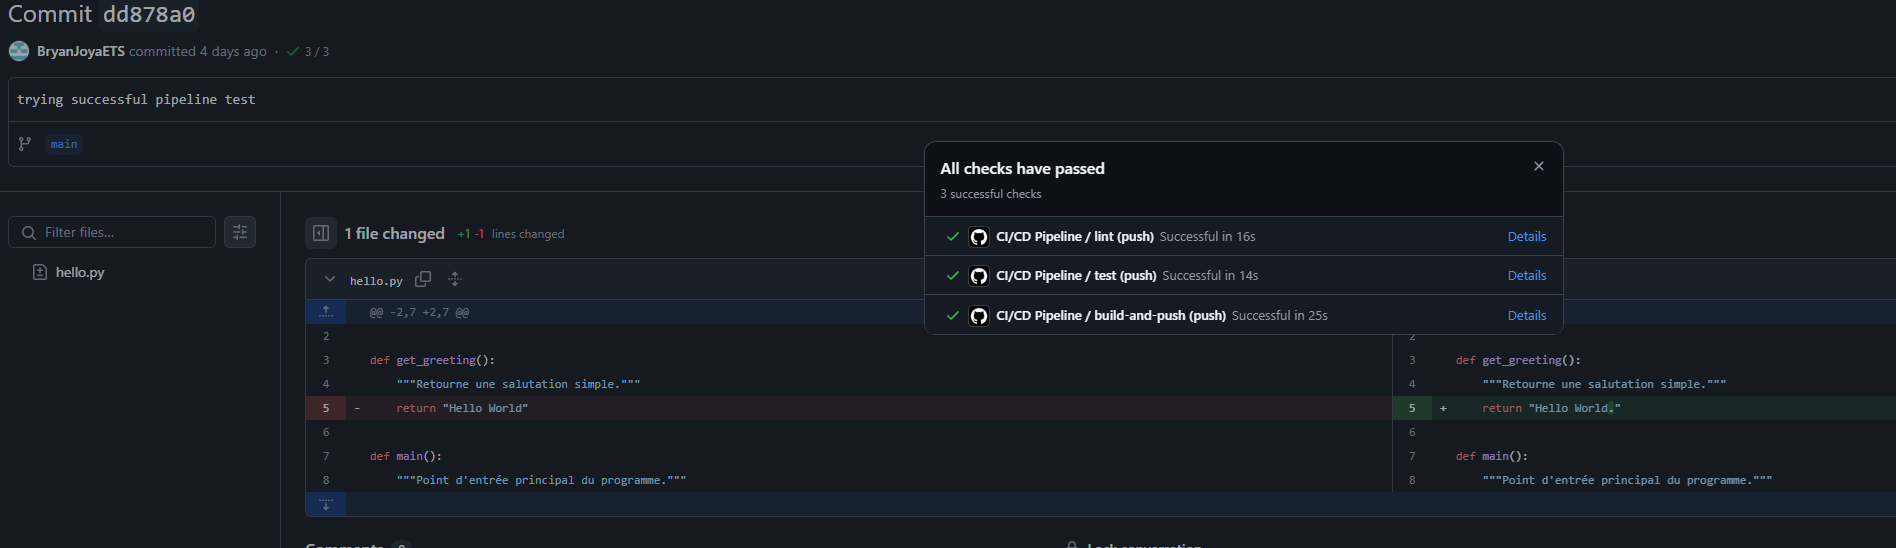 Commit dd878a0
BryanJoyaETS committed 4 days ago · 3 / 3
trying successful pipeline test
main
All checks have passed
3 successful checks
CI/CD Pipeline / lint (push) Successful in 16s Details
CI/CD Pipeline / test (push) Successful in 14s Details
CI/CD Pipeline / build-and-push (push) Successful in 25s Details
Filter files...
hello.py
1 file changed +1 -1 lines changed
hello.py
@@ -2,7 +2,7 @@
2
3 def get_greeting():
4 """Retourne une salutation simple."""
5 - return "Hello World"
6
7 def main():
8 """Point d'entrée principal du programme."""
2
3 def get_greeting():
4 """Retourne une salutation simple."""
5 + return "Hello World."
6
7 def main():
8 """Point d'entrée principal du programme."""
Comments 0
Lock conversation